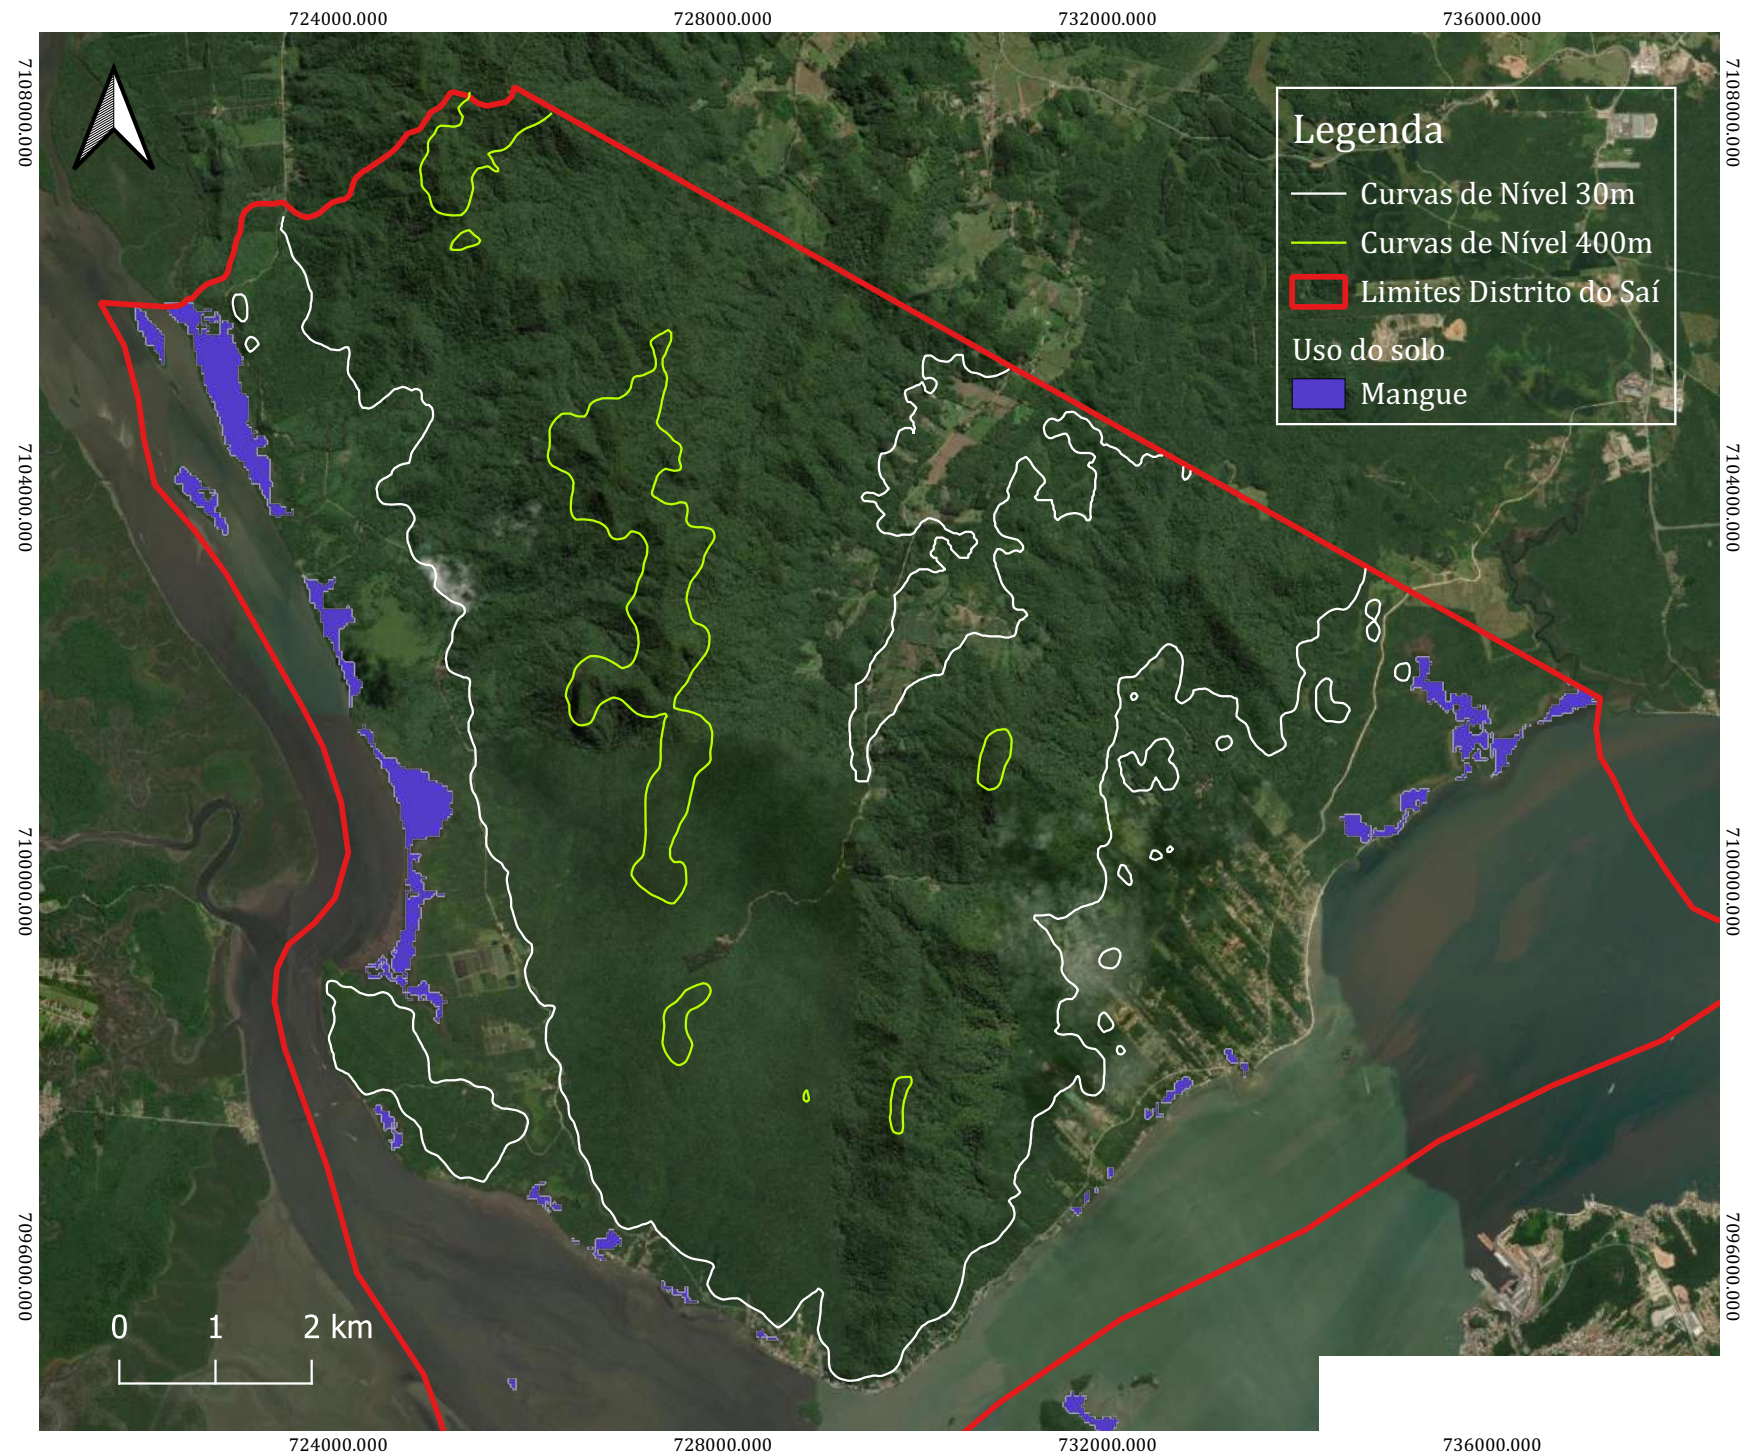 724000.000 728000.000 732000.000 736000.000
7108000.000 7108000.000
Legenda
Curvas de Nível 30m
Curvas de Nível 400m
Limites Distrito do Saí
Uso do solo
Mangue
7104000.000 7104000.000
7100000.000 7100000.000
7096000.000 7096000.000
0 1 2 km
724000.000 728000.000 732000.000 736000.000